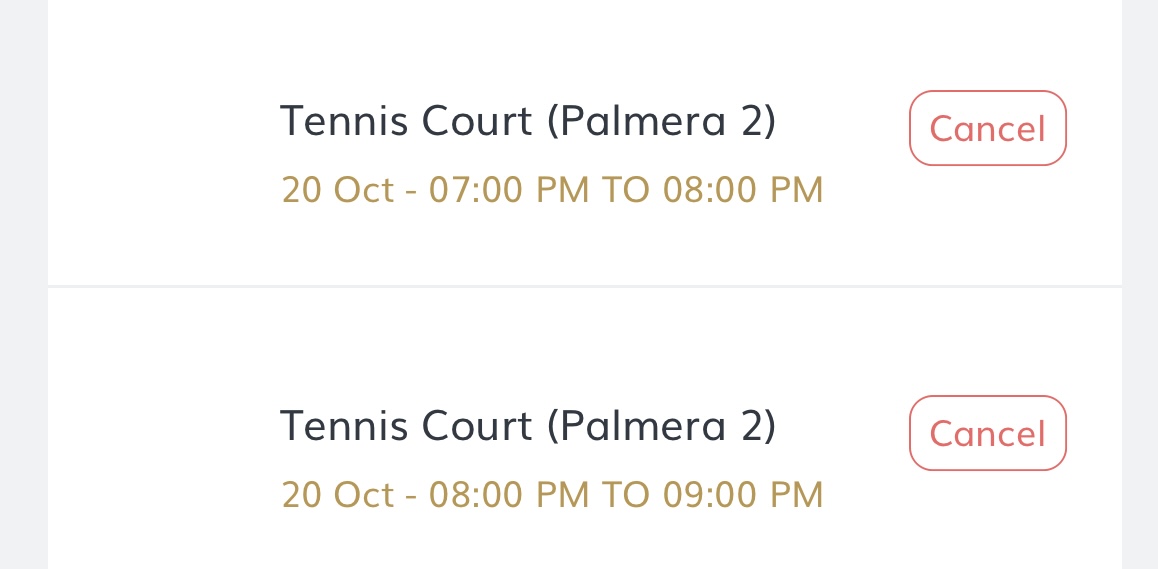 Tennis Court (Palmera 2)
Cancel
20 Oct - 07:00 PM TO 08:00 PM
Tennis Court (Palmera 2)
Cancel
20 Oct - 08:00 PM TO 09:00 PM